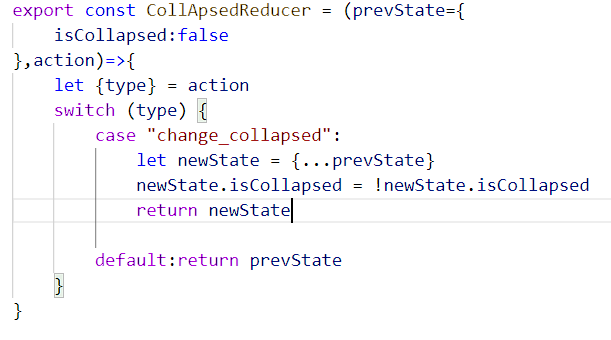 export const CollApsedReducer = (prevState={
    isCollapsed:false
},action)=>{
    let {type} = action
    switch (type) {
        case "change_collapsed":
            let newState = {...prevState}
            newState.isCollapsed = !newState.isCollapsed
            return newState
        default:return prevState
    }
}